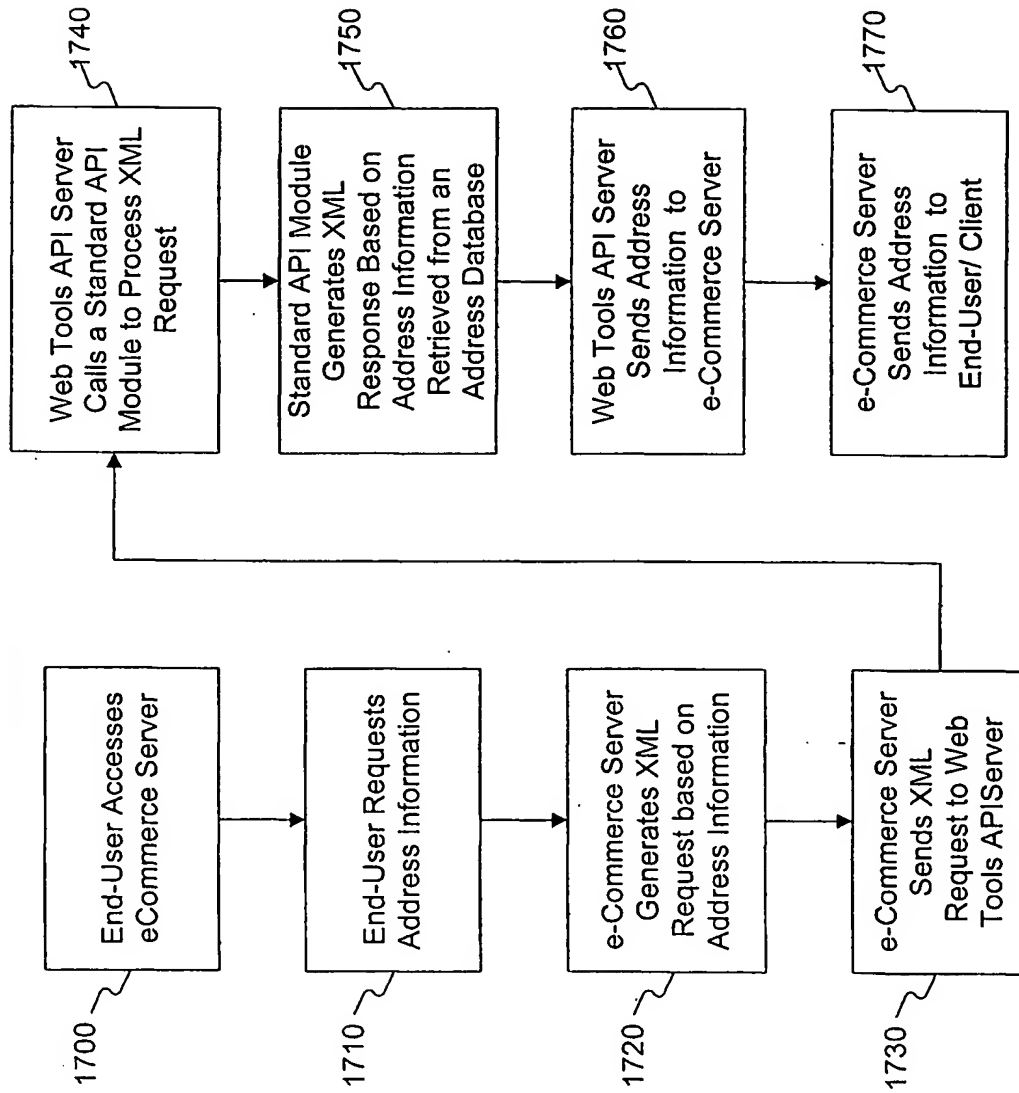 1700
End-User Accesses
eCommerce Server
1710
End-User Requests
Address Information
1720
e-Commerce Server
Generates XML
Request based on
Address Information
1730
e-Commerce Server
Sends XML
Request to Web
Tools APIServer
1740
Web Tools API Server
Calls a Standard API
Module to Process XML
Request
1750
Standard API Module
Generates XML
Response Based on
Address Information
Retrieved from an
Address Database
1760
Web Tools API Server
Sends Address
Information to
e-Commerce Server
1770
e-Commerce Server
Sends Address
Information to
End-User/ Client